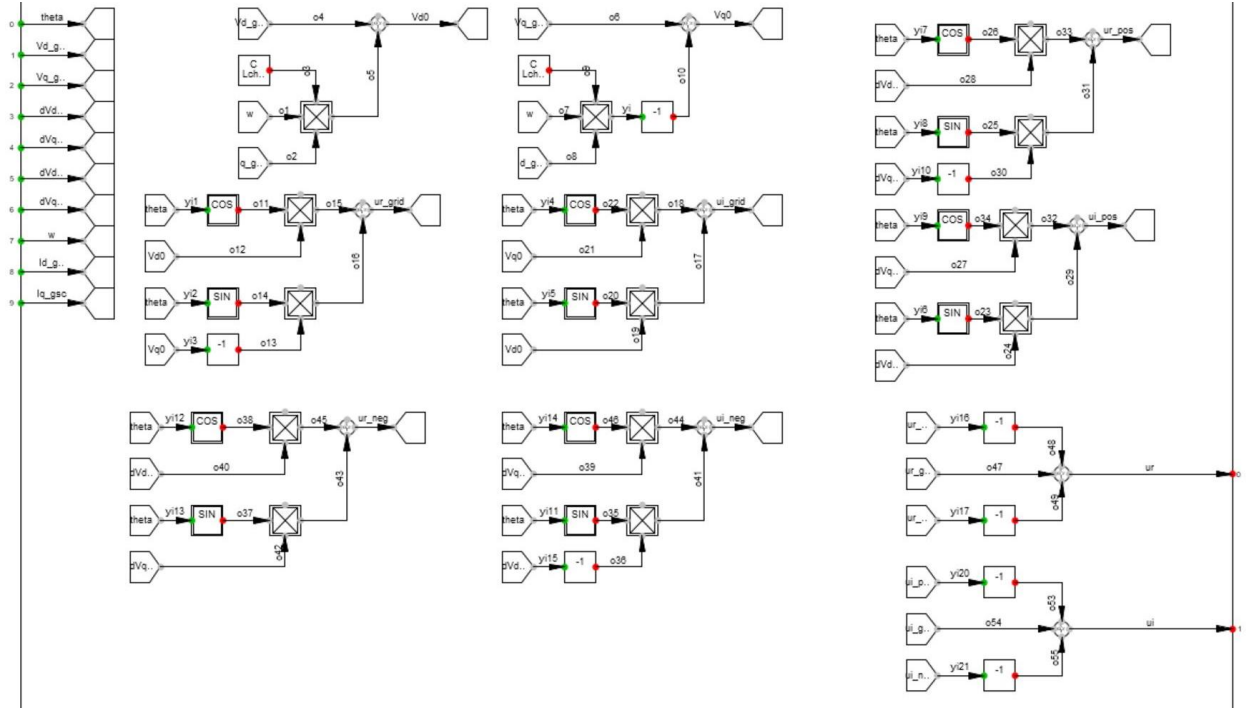 0 theta
1 Vd_g..
2 Vq_g..
3 dVd..
4 dVq..
5 dVd..
6 dVq..
7 w
8 Id_g..
9 Iq_gsc
Vd_g.. o4 Vd0
C Lch.. o3 o5
w o1
q_g.. o2
Vq_g.. o6 Vq0
C Lch.. o9 o10
w o7 yi -1
d_g.. o8
theta yi7 COS o26 o33 ur_pos
dVd.. o28 o31
theta yi8 SIN o25
dVq.. yi10 -1 o30
theta yi1 COS o11 o15 ur_grid
Vd0 o12 o16
theta yi2 SIN o14
Vq0 yi3 -1 o13
theta yi4 COS o22 o18 ui_grid
Vq0 o21 o17
theta yi5 SIN o20
Vd0 o19
theta yi9 COS o34 o32 ui_pos
dVq.. o27 o29
theta yi6 SIN o23
dVd.. o24
theta yi12 COS o38 o45 ur_neg
dVd.. o40 o43
theta yi13 SIN o37
dVq.. o42
theta yi14 COS o46 o44 ui_neg
dVq.. o39 o41
theta yi11 SIN o35
dVd.. yi15 -1 o36
ur_.. yi16 -1 o48
ur_g.. o47 ur 0
ur_.. yi17 -1 o49
ui_p.. yi20 -1 o53
ui_g.. o54 ui 1
ui_n.. yi21 -1 o55